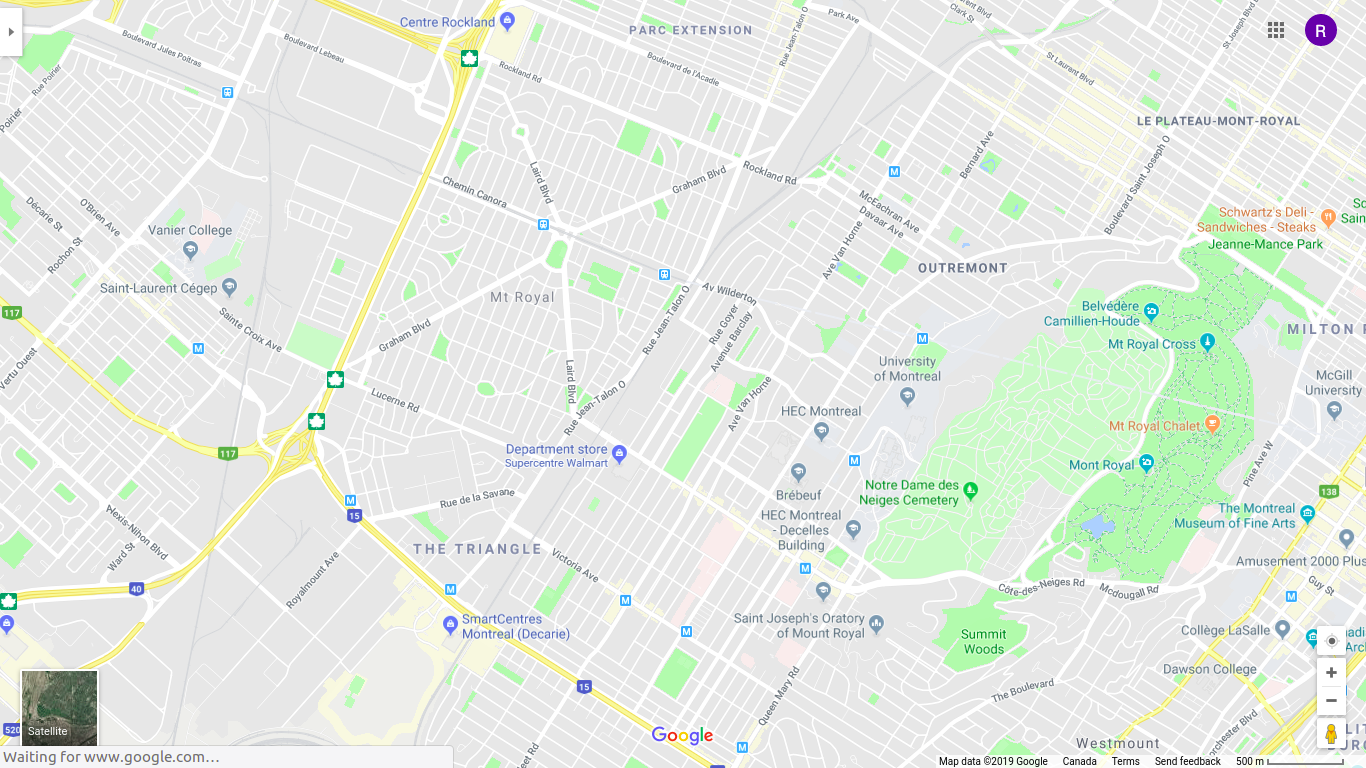 Centre Rockland
PARC EXTENSION
Park Ave
Clark St
St Laurent Blvd
St Joseph Blvd
R
Boulevard Jules Poitras
Boulevard Lebeau
Rue Jean-Talon O
Rue Poirier
Rockland Rd
Boulevard de l'Acadie
St Laurent Blvd
LE PLATEAU-MONT-ROYAL
Poirier
Laird Blvd
Graham Blvd
Rockland Rd
Bernard Ave
Boulevard Saint Joseph O
Chemin Canora
McEachran Ave
Davaar Ave
Décarie St
O'Brien Ave
Rochon St
Vanier College
Schwartz's Deli -
Sandwiches - Steaks
Jeanne-Mance Park
Ave Van Horne
OUTREMONT
Saint-Laurent Cégep
Mt Royal
Av Wilderton
Rue Jean-Talon O
Rue Goyer
Avenue Barclay
Belvédère
Camillien-Houde
MILTON P
117
Sainte Croix Ave
Graham Blvd
Mt Royal Cross
Vertu Ouest
Laird Blvd
University
of Montreal
McGill
University
Lucerne Rd
Rue Jean-Talon O
Ave Van Horne
HEC Montreal
Mt Royal Chalet
117
Department store
Supercentre Walmart
Mont Royal
Pine Ave W
Brébeuf
Notre Dame des
Neiges Cemetery
138
Rue de la Savane
15
HEC Montreal
- Decelles
Building
The Montreal
Museum of Fine Arts
Alexis-Nihon Blvd
Ward St
THE TRIANGLE
Victoria Ave
Amusement 2000 Plus
40
Royalmount Ave
Côte-des-Neiges Rd
Mcdougall Rd
Guy St
SmartCentres
Montreal (Decarie)
Saint Joseph's Oratory
of Mount Royal
Summit
Woods
Collège LaSalle
Dawson College
15
Queen Mary Rd
The Boulevard
520
Satellite
Google
Westmount
Waiting for www.google.com…
Map data ©2019 Google
Canada
Terms
Send feedback
500 m